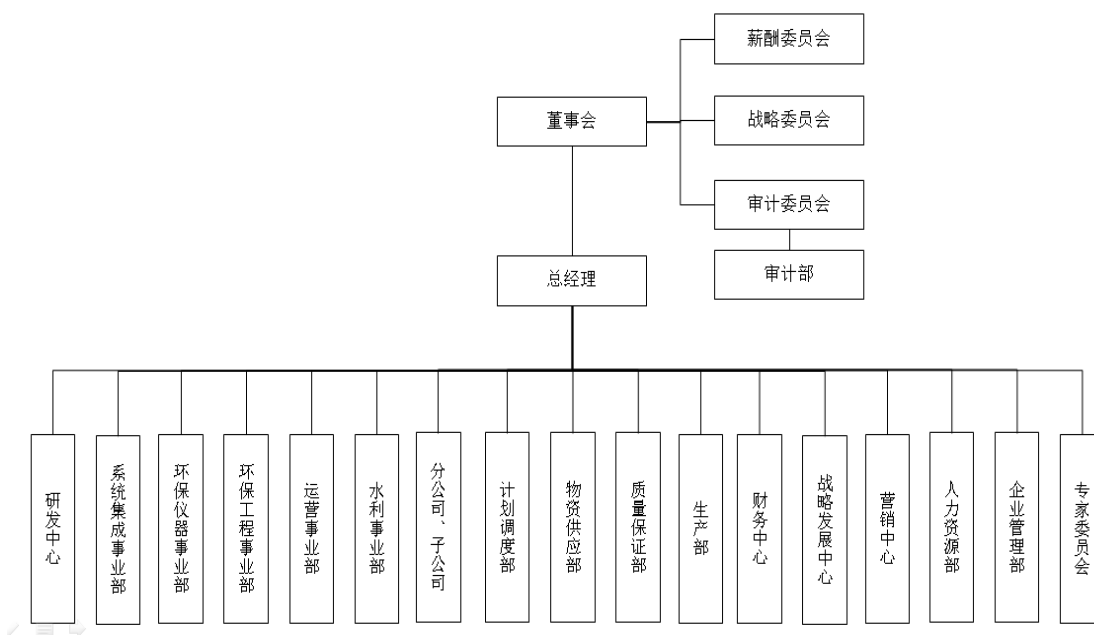 薪酬委员会
董事会
战略委员会
审计委员会
总经理
审计部
研发中心
系统集成事业部
环保仪器事业部
环保工程事业部
运营事业部
水利事业部
分公司、子公司
计划调度部
物资供应部
质量保证部
生产部
财务中心
战略发展中心
营销中心
人力资源部
企业管理部
专家委员会